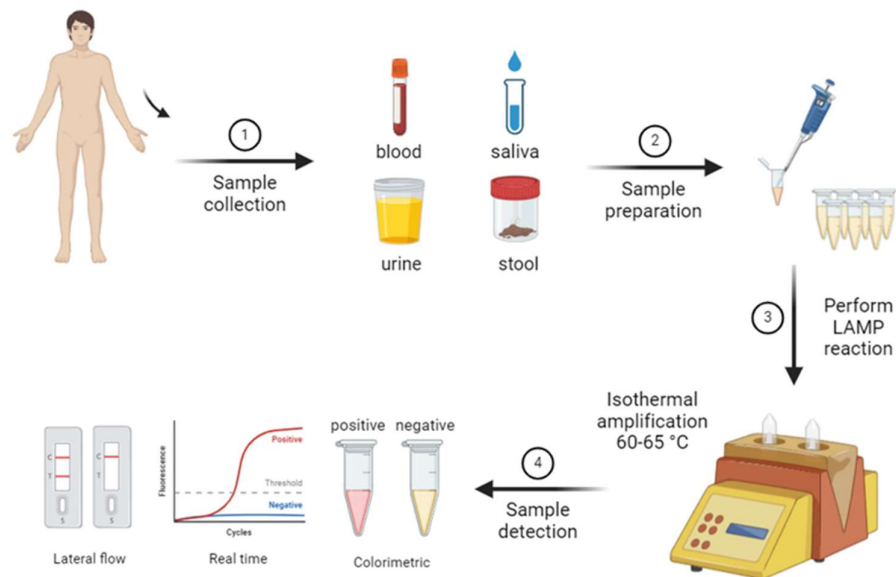 1
Sample
collection
blood
saliva
urine
stool
2
Sample
preparation
3
Perform
LAMP
reaction
Isothermal
amplification
60-65 °C
4
Sample
detection
positive
negative
Colorimetric
Fluorescence
Positive
Threshold
Negative
Cycles
Real time
C
T
S
C
T
S
Lateral flow